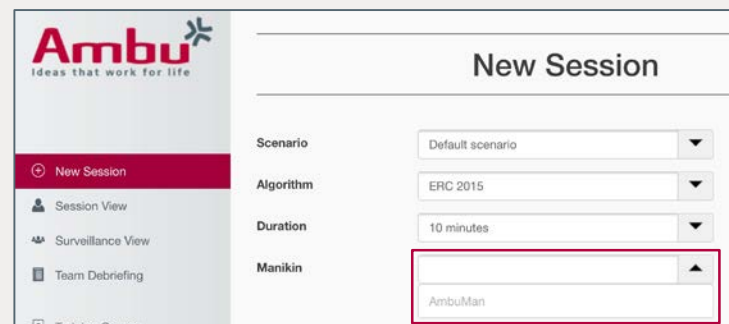 Ambu
Ideas that work for life
New Session
Scenario
Default scenario
Algorithm
ERC 2015
Duration
10 minutes
Manikin
AmbuMan
New Session
Session View
Surveillance View
Team Debriefing